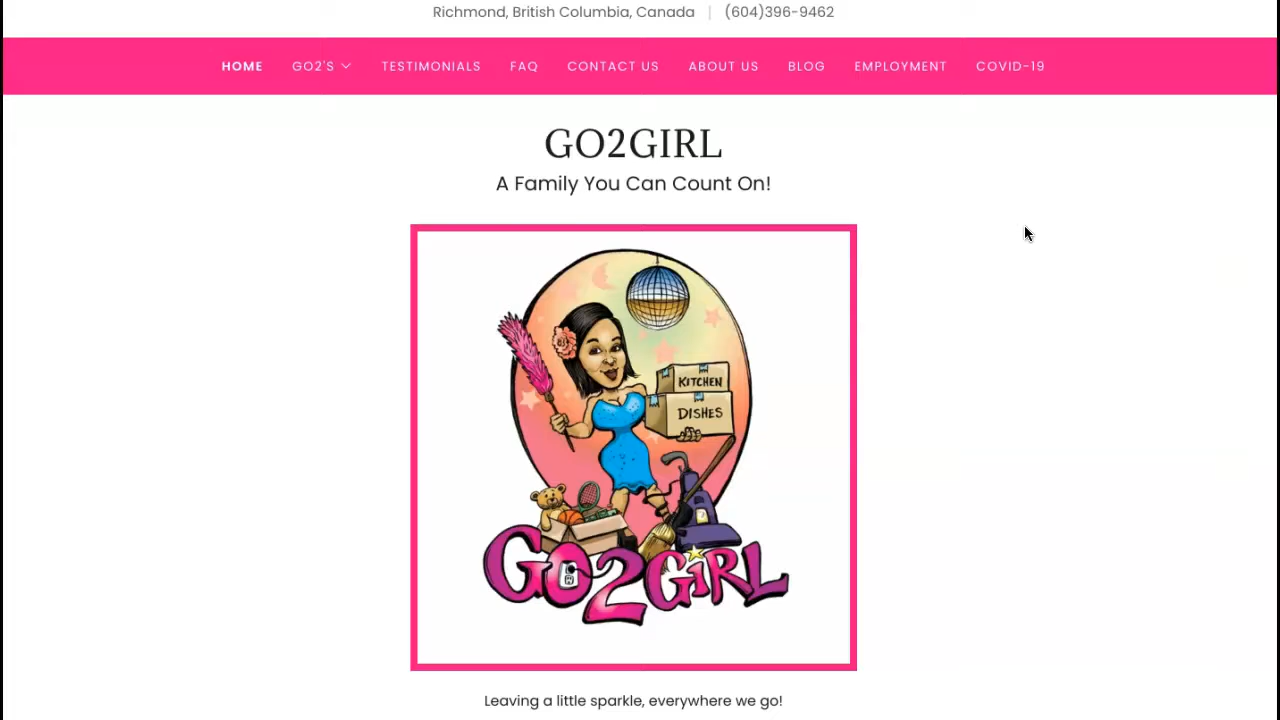 Richmond, British Columbia, Canada | (604)396-9462
HOME GO2'S TESTIMONIALS FAQ CONTACT US ABOUT US BLOG EMPLOYMENT COVID-19
GO2GIRL
A Family You Can Count On!
KITCHEN
DISHES
GO2GiRL
Leaving a little sparkle, everywhere we go!